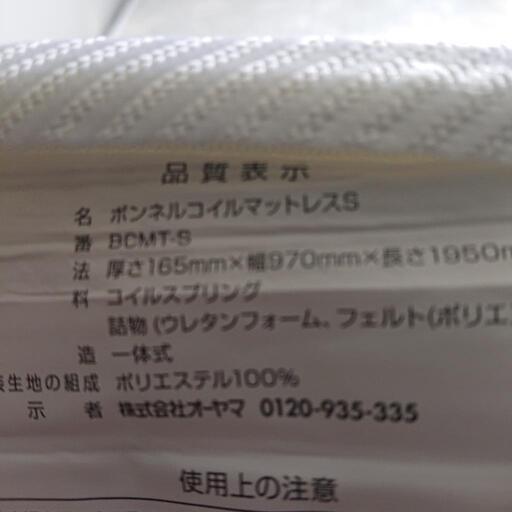 品質表示
名 ボンネルコイルマットレスS
番 BCMT-S
法 厚さ165mm×幅970mm×長さ1950m
料 コイルスプリング
詰物(ウレタンフォーム、フェルト(ポリエ
造 一体式
表生地の組成 ポリエステル100%
示 者 株式会社オーヤマ 0120-935-335
使用上の注意